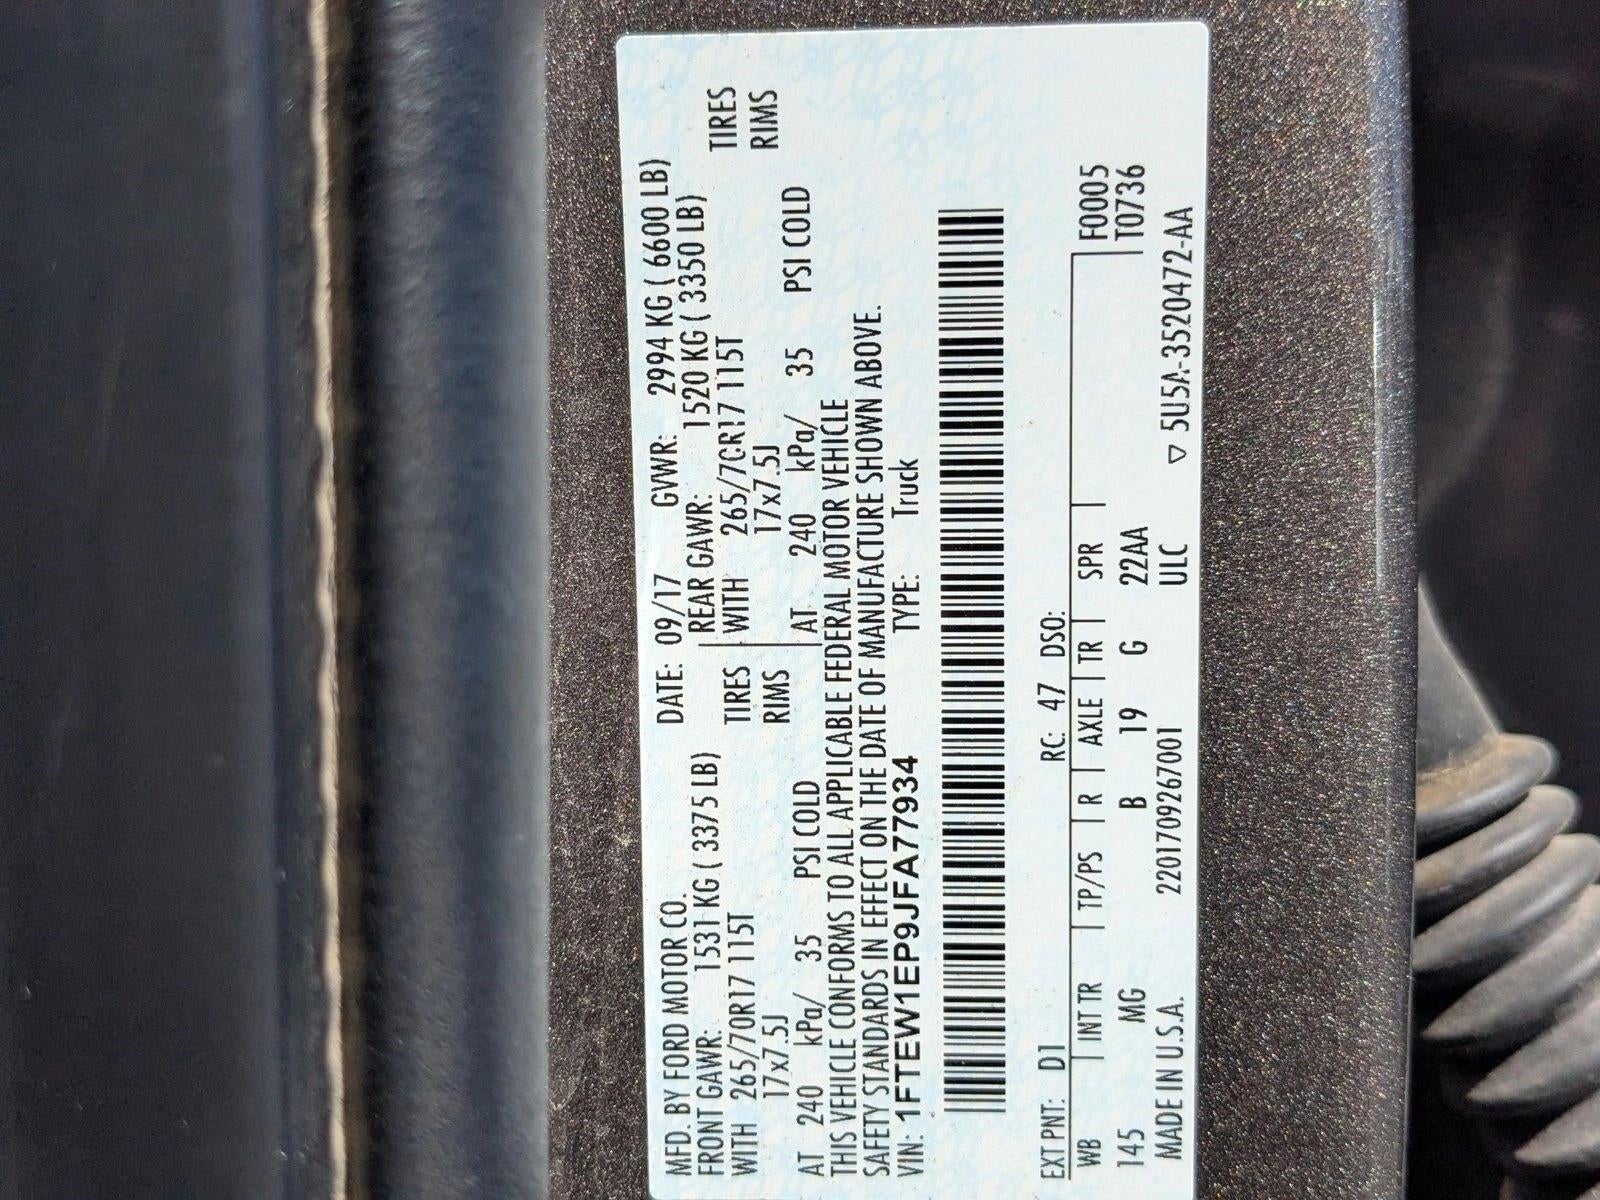 MFD. BY FORD MOTOR CO. DATE: 09/17 GVWR: 2994 KG ( 6600 LB)
FRONT GAWR: 1531 KG ( 3375 LB) REAR GAWR: 1520 KG ( 3350 LB)
WITH 265/70R17 115T TIRES WITH 265/70R17 115T TIRES
17x7.5J RIMS 17x7.5J RIMS
AT 240 kPa/ 35 PSI COLD AT 240 kPa/ 35 PSI COLD
THIS VEHICLE CONFORMS TO ALL APPLICABLE FEDERAL MOTOR VEHICLE
SAFETY STANDARDS IN EFFECT ON THE DATE OF MANUFACTURE SHOWN ABOVE.
VIN: 1FTEW1EP9JFA77934 TYPE: Truck
EXT PNT: D1 RC: 47 DSO: F0005
WB INT TR TP/PS R AXLE TR SPR T0736
145 MG B 19 G 22AA
MADE IN U.S.A. 2201709267001 ULC ▽ 5U5A-3520472-AA